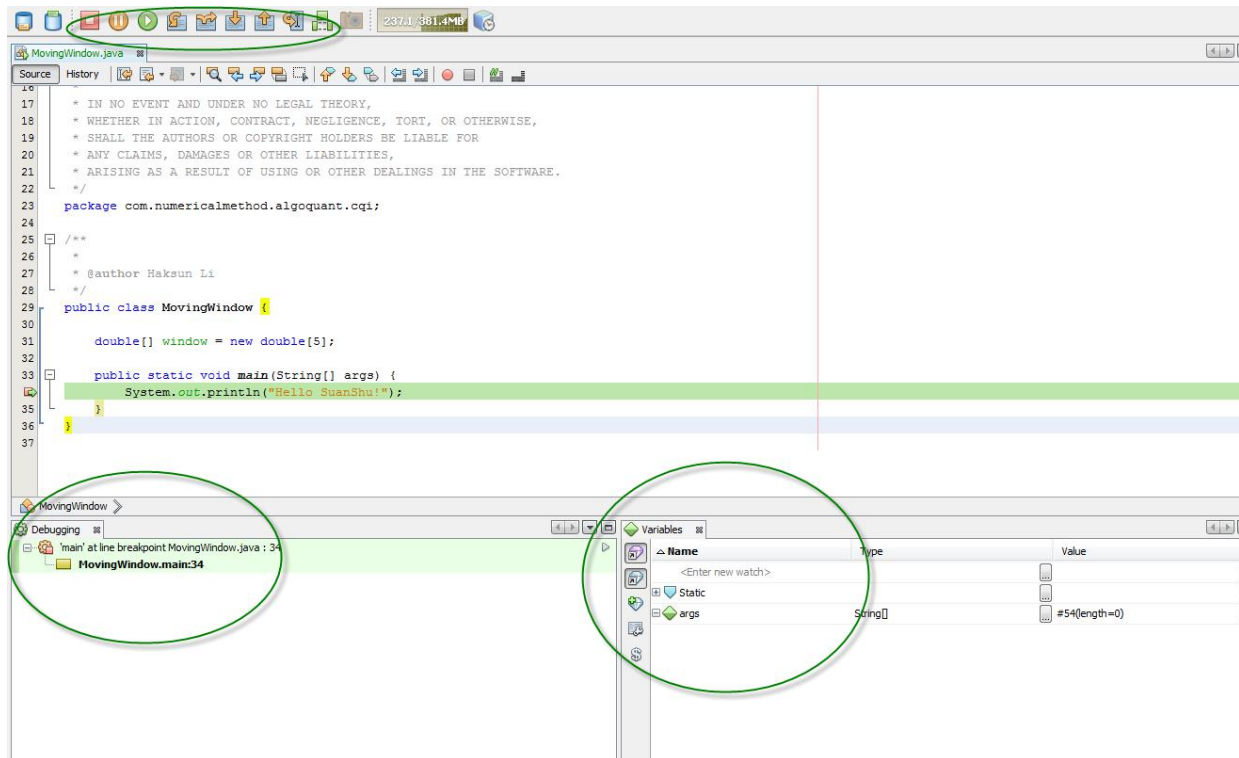 237.1/381.4MB
MovingWindow.java
Source History
16 *
17 * IN NO EVENT AND UNDER NO LEGAL THEORY,
18 * WHETHER IN ACTION, CONTRACT, NEGLIGENCE, TORT, OR OTHERWISE,
19 * SHALL THE AUTHORS OR COPYRIGHT HOLDERS BE LIABLE FOR
20 * ANY CLAIMS, DAMAGES OR OTHER LIABILITIES,
21 * ARISING AS A RESULT OF USING OR OTHER DEALINGS IN THE SOFTWARE.
22 */
23 package com.numericalmethod.algoquant.cqi;
24
25 /**
26 *
27 * @author Haksun Li
28 */
29 public class MovingWindow {
30
31 double[] window = new double[5];
32
33 public static void main(String[] args) {
System.out.println("Hello SuanShu!");
35 }
36 }
37
MovingWindow
Debugging
'main' at line breakpoint MovingWindow.java : 34
MovingWindow.main:34
Variables
Name Type Value
<Enter new watch> ...
Static ...
args String[] ... #54(length=0)